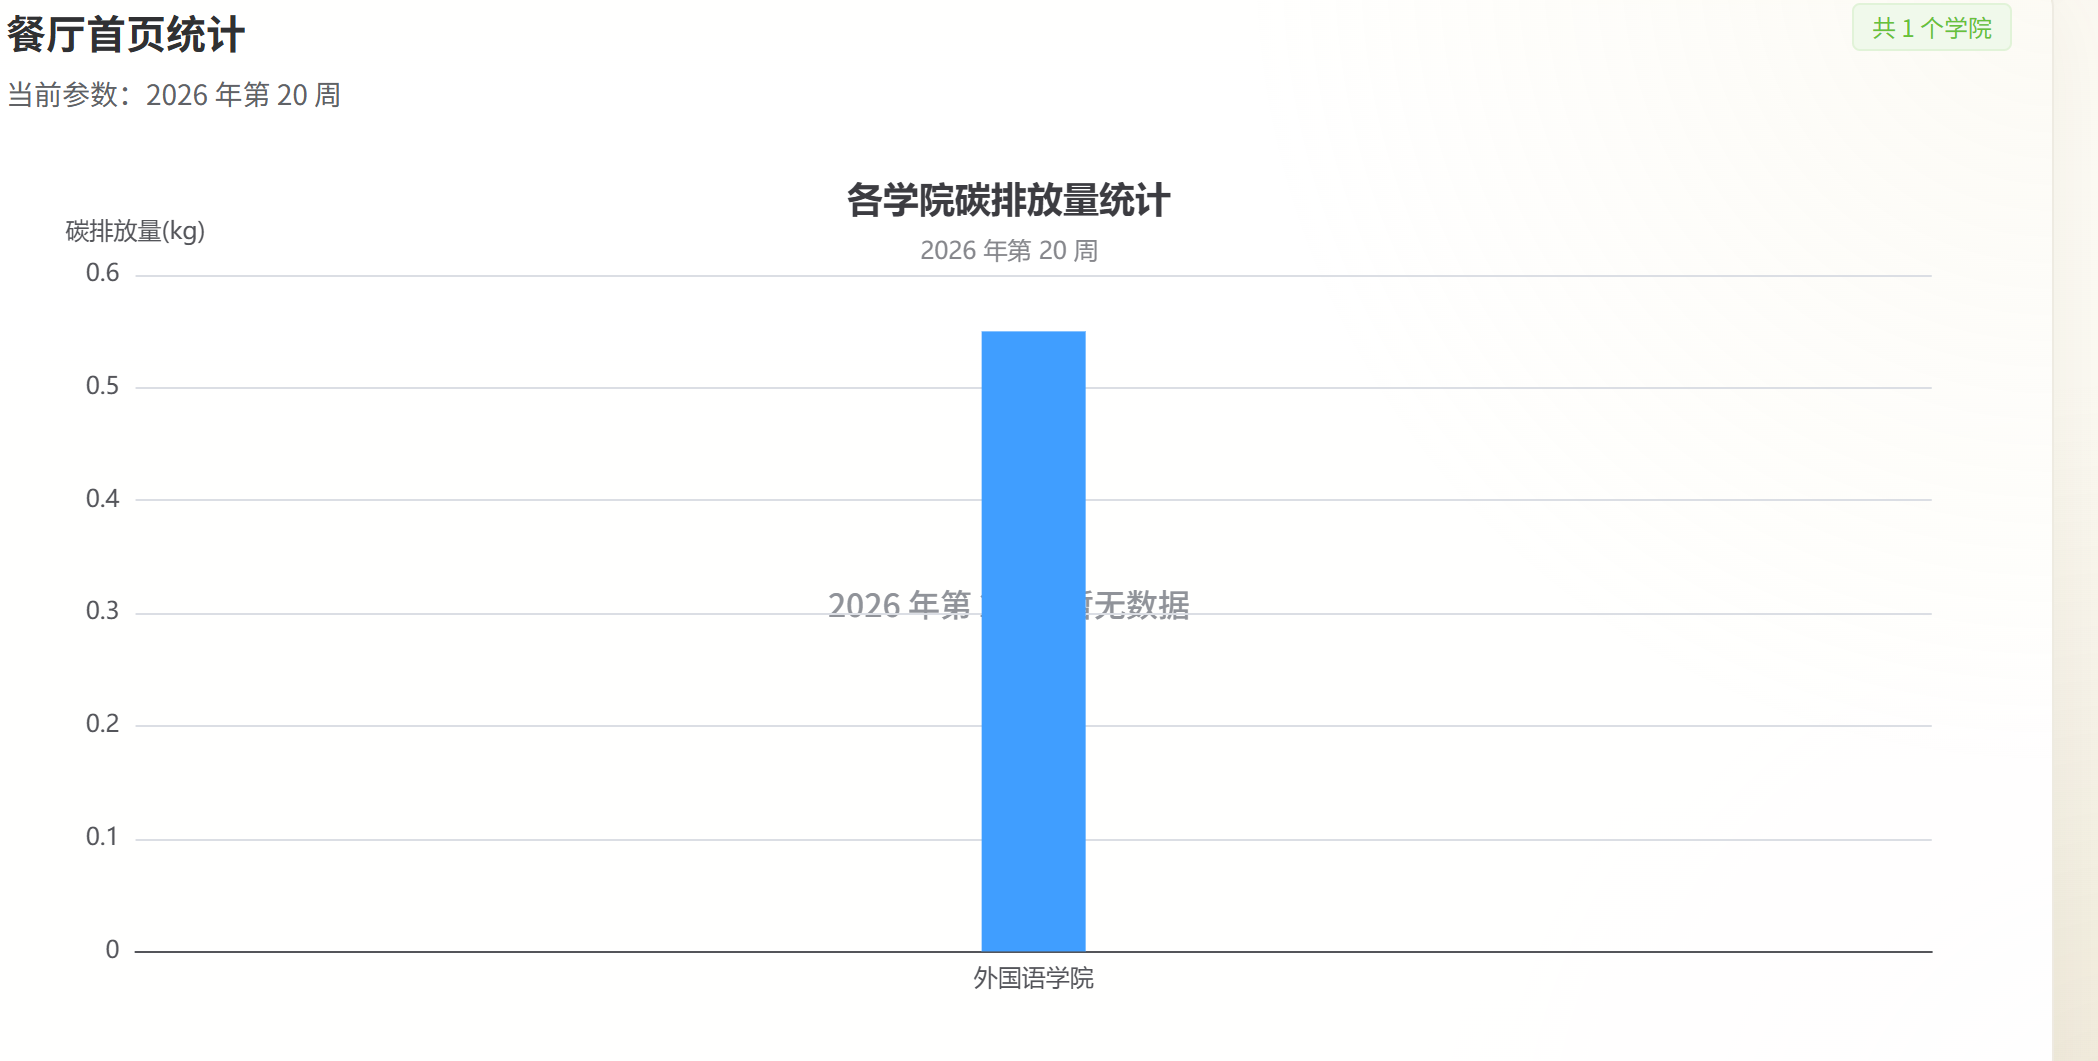 餐厅首页统计
共 1 个学院
当前参数：2026 年第 20 周
各学院碳排放量统计
2026 年第 20 周
碳排放量(kg)
0.6
0.5
0.4
2026 年第 无数据
0.3
0.2
0.1
0
外国语学院